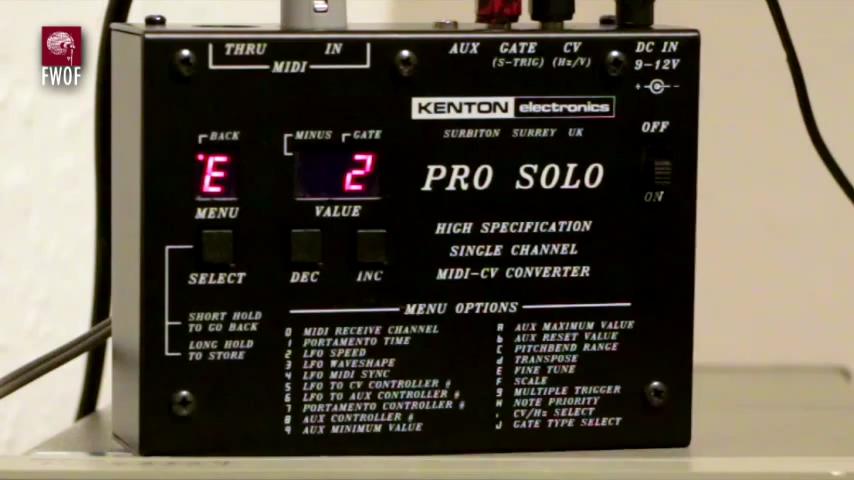 FWOF
THRU IN
MIDI
AUX GATE CV DC IN
(S-TRIG) (Hz/V) 9-12V
+ -
KENTON electronics
SURBITON SURREY UK
OFF
ON
BACK MINUS GATE
E 2
MENU VALUE
PRO SOLO
SELECT DEC INC
HIGH SPECIFICATION
SINGLE CHANNEL
MIDI-CV CONVERTER
SHORT HOLD
TO GO BACK
LONG HOLD
TO STORE
MENU OPTIONS
0 MIDI RECEIVE CHANNEL
1 PORTAMENTO TIME
2 LFO SPEED
3 LFO WAVESHAPE
4 LFO MIDI SYNC
5 LFO TO CV CONTROLLER #
6 LFO TO AUX CONTROLLER #
7 PORTAMENTO CONTROLLER #
8 AUX CONTROLLER #
9 AUX MINIMUM VALUE
A AUX MAXIMUM VALUE
b AUX RESET VALUE
C PITCHBEND RANGE
d TRANSPOSE
E FINE TUNE
F SCALE
g MULTIPLE TRIGGER
H NOTE PRIORITY
CV/Hz SELECT
J GATE TYPE SELECT